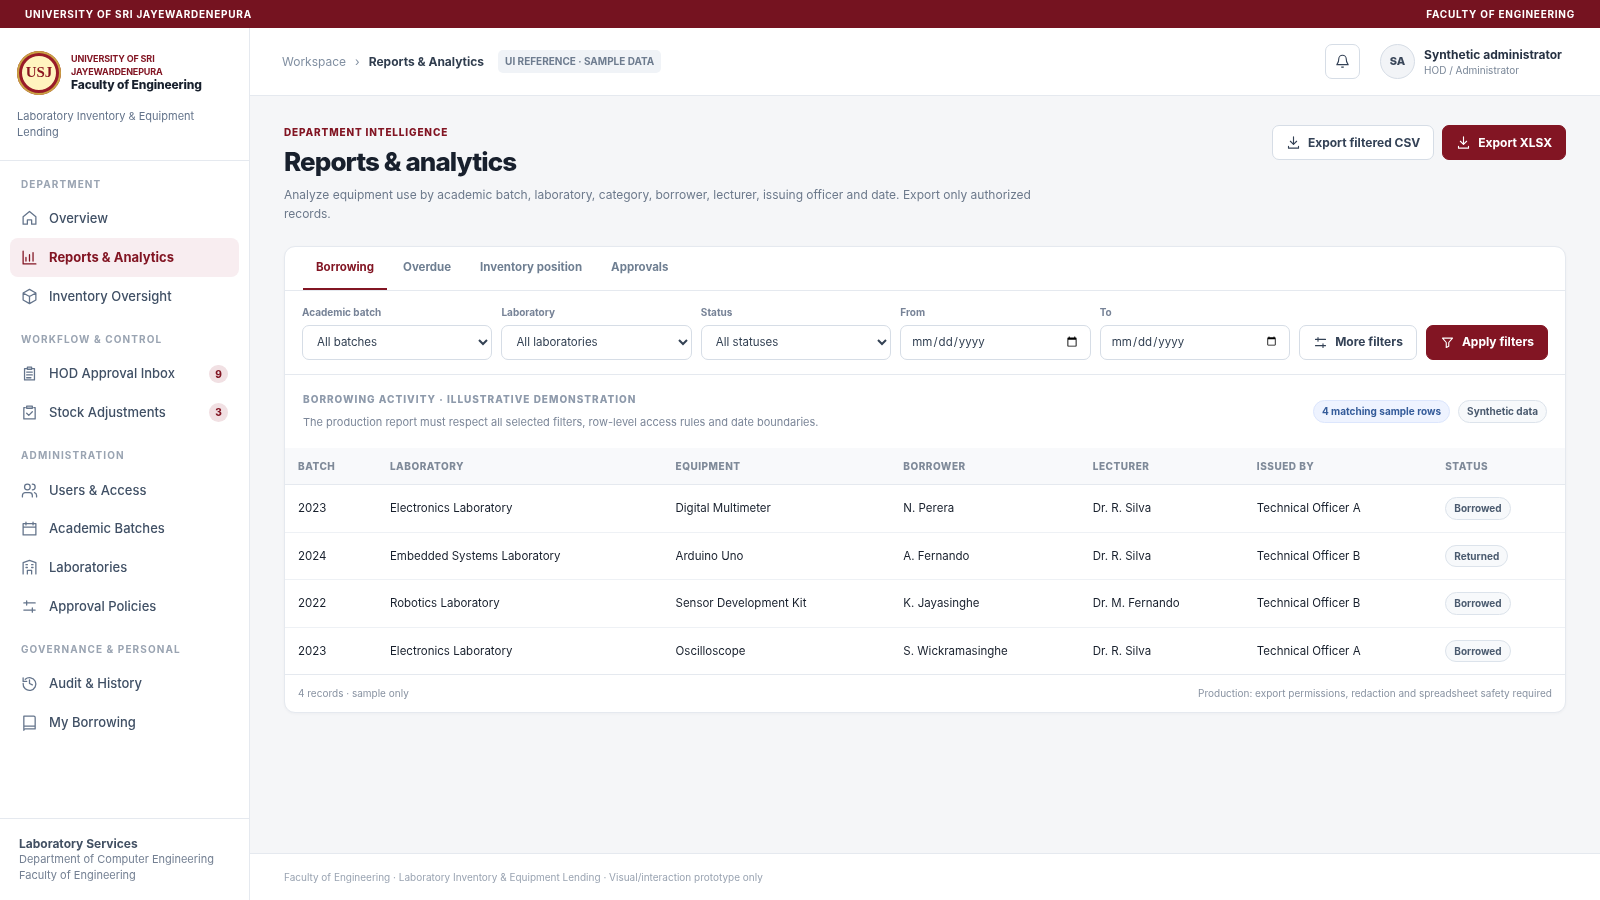 UNIVERSITY OF SRI JAYEWARDENEPURA
FACULTY OF ENGINEERING
USJ
UNIVERSITY OF SRI
JAYEWARDENEPURA
Faculty of Engineering
Laboratory Inventory & Equipment
Lending
DEPARTMENT
Overview
Reports & Analytics
Inventory Oversight
WORKFLOW & CONTROL
HOD Approval Inbox 9
Stock Adjustments 3
ADMINISTRATION
Users & Access
Academic Batches
Laboratories
Approval Policies
GOVERNANCE & PERSONAL
Audit & History
My Borrowing
Laboratory Services
Department of Computer Engineering
Faculty of Engineering
Workspace › Reports & Analytics UI REFERENCE · SAMPLE DATA
SA
Synthetic administrator
HOD / Administrator
DEPARTMENT INTELLIGENCE
Reports & analytics
Analyze equipment use by academic batch, laboratory, category, borrower, lecturer, issuing officer and date. Export only authorized
records.
Export filtered CSV
Export XLSX
Borrowing Overdue Inventory position Approvals
Academic batch Laboratory Status From To
All batches All laboratories All statuses mm/dd/yyyy mm/dd/yyyy More filters Apply filters
BORROWING ACTIVITY · ILLUSTRATIVE DEMONSTRATION
The production report must respect all selected filters, row-level access rules and date boundaries.
4 matching sample rows Synthetic data
BATCH LABORATORY EQUIPMENT BORROWER LECTURER ISSUED BY STATUS
2023 Electronics Laboratory Digital Multimeter N. Perera Dr. R. Silva Technical Officer A Borrowed
2024 Embedded Systems Laboratory Arduino Uno A. Fernando Dr. R. Silva Technical Officer B Returned
2022 Robotics Laboratory Sensor Development Kit K. Jayasinghe Dr. M. Fernando Technical Officer B Borrowed
2023 Electronics Laboratory Oscilloscope S. Wickramasinghe Dr. R. Silva Technical Officer A Borrowed
4 records · sample only
Production: export permissions, redaction and spreadsheet safety required
Faculty of Engineering · Laboratory Inventory & Equipment Lending · Visual/interaction prototype only